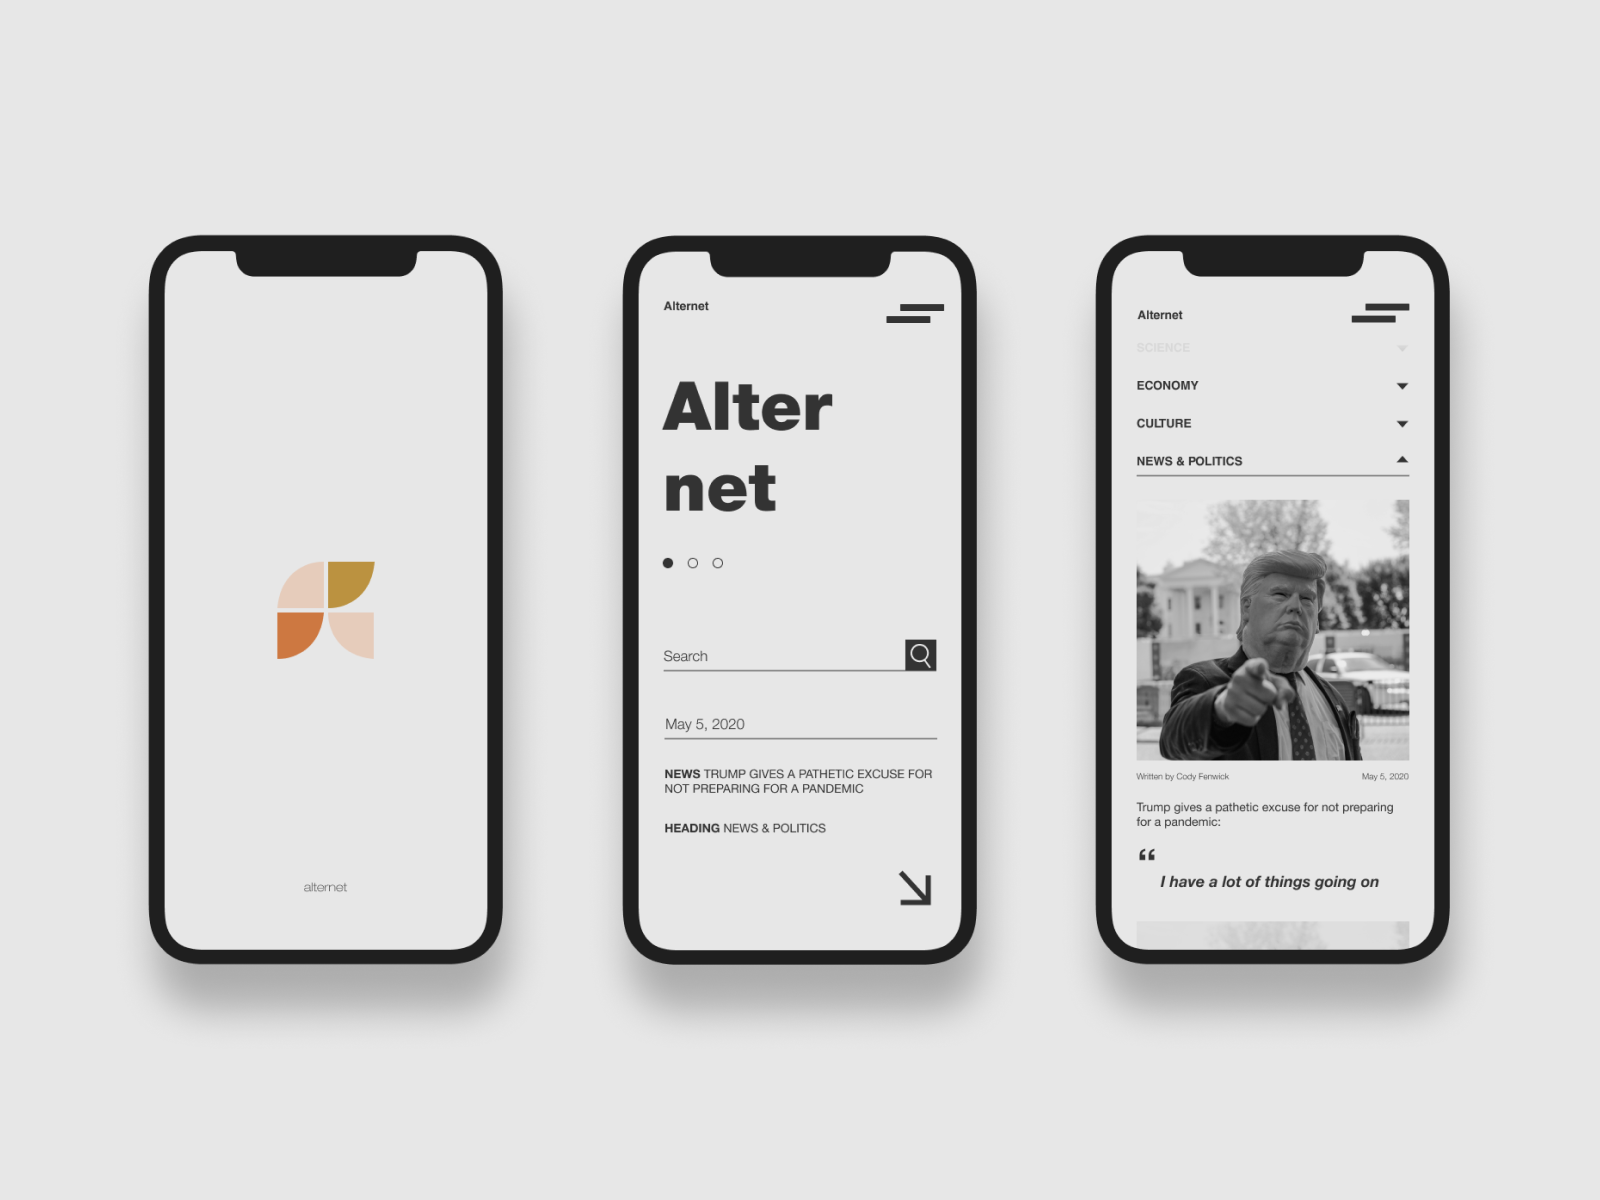 alternet
Alternet
Alter
net
Search
May 5, 2020
NEWS TRUMP GIVES A PATHETIC EXCUSE FOR
NOT PREPARING FOR A PANDEMIC
HEADING NEWS & POLITICS
Alternet
SCIENCE
ECONOMY
CULTURE
NEWS & POLITICS
Written by Cody Fenwick May 5, 2020
Trump gives a pathetic excuse for not preparing
for a pandemic:
“
I have a lot of things going on